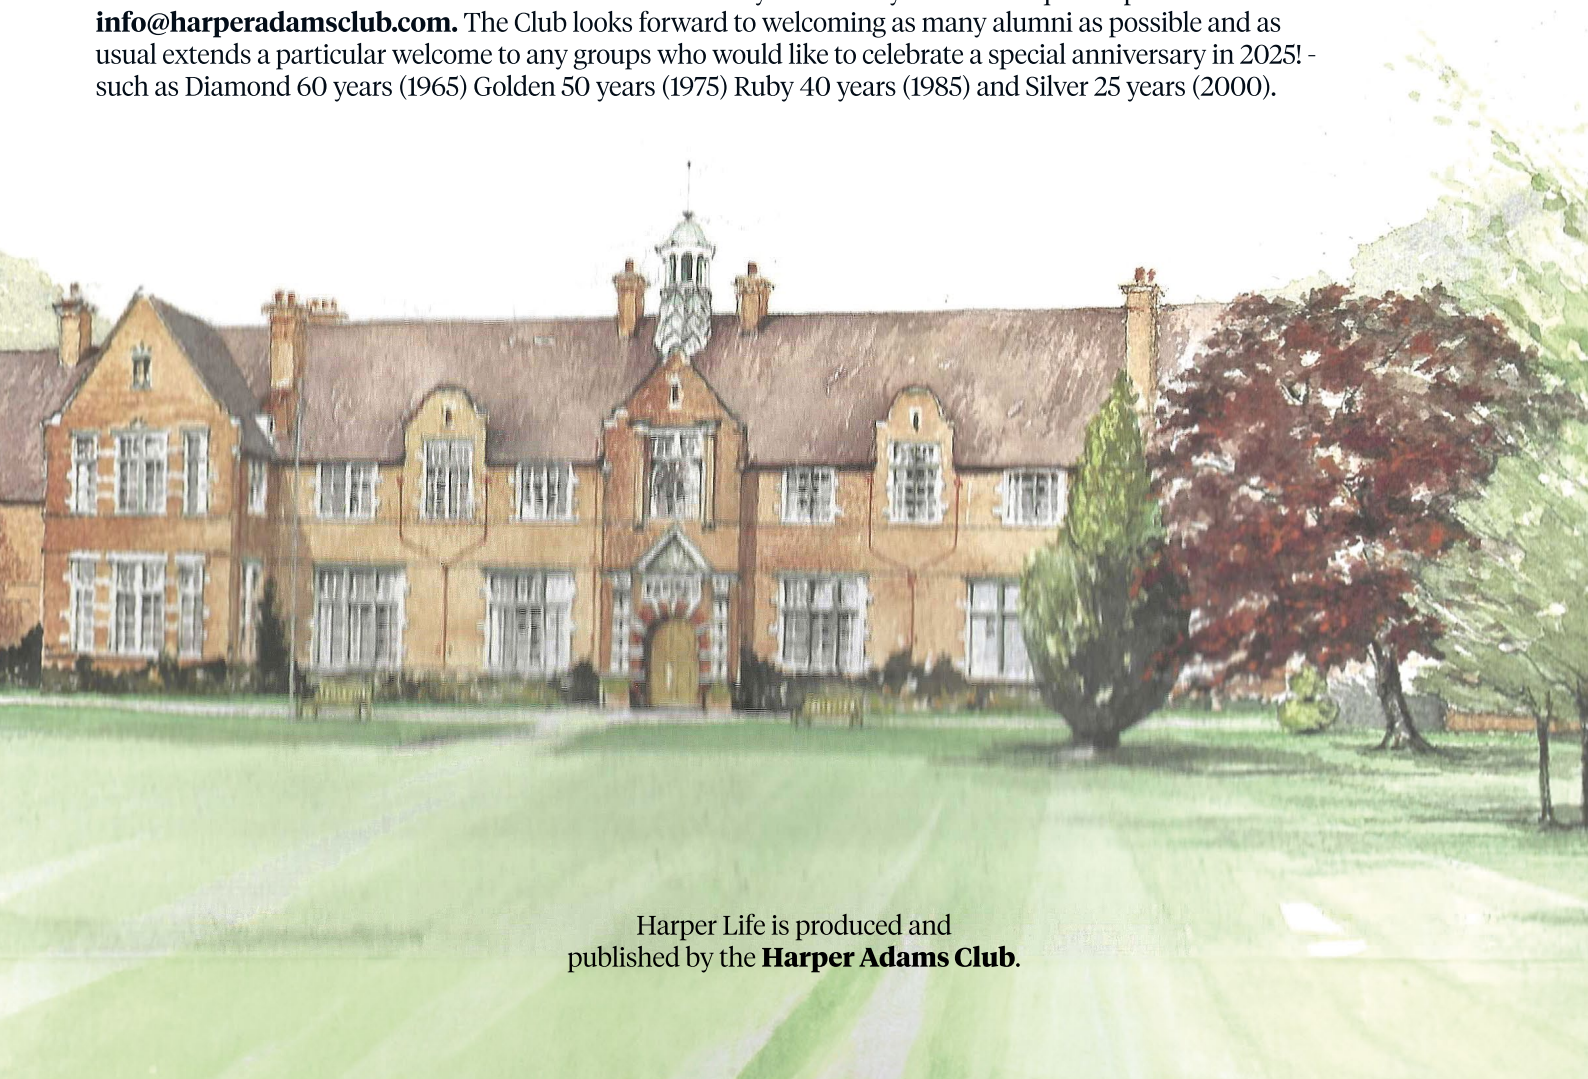 info@harperadamsclub.com. The Club looks forward to welcoming as many alumni as possible and as
usual extends a particular welcome to any groups who would like to celebrate a special anniversary in 2025! -
such as Diamond 60 years (1965) Golden 50 years (1975) Ruby 40 years (1985) and Silver 25 years (2000).
Harper Life is produced and
published by the Harper Adams Club.